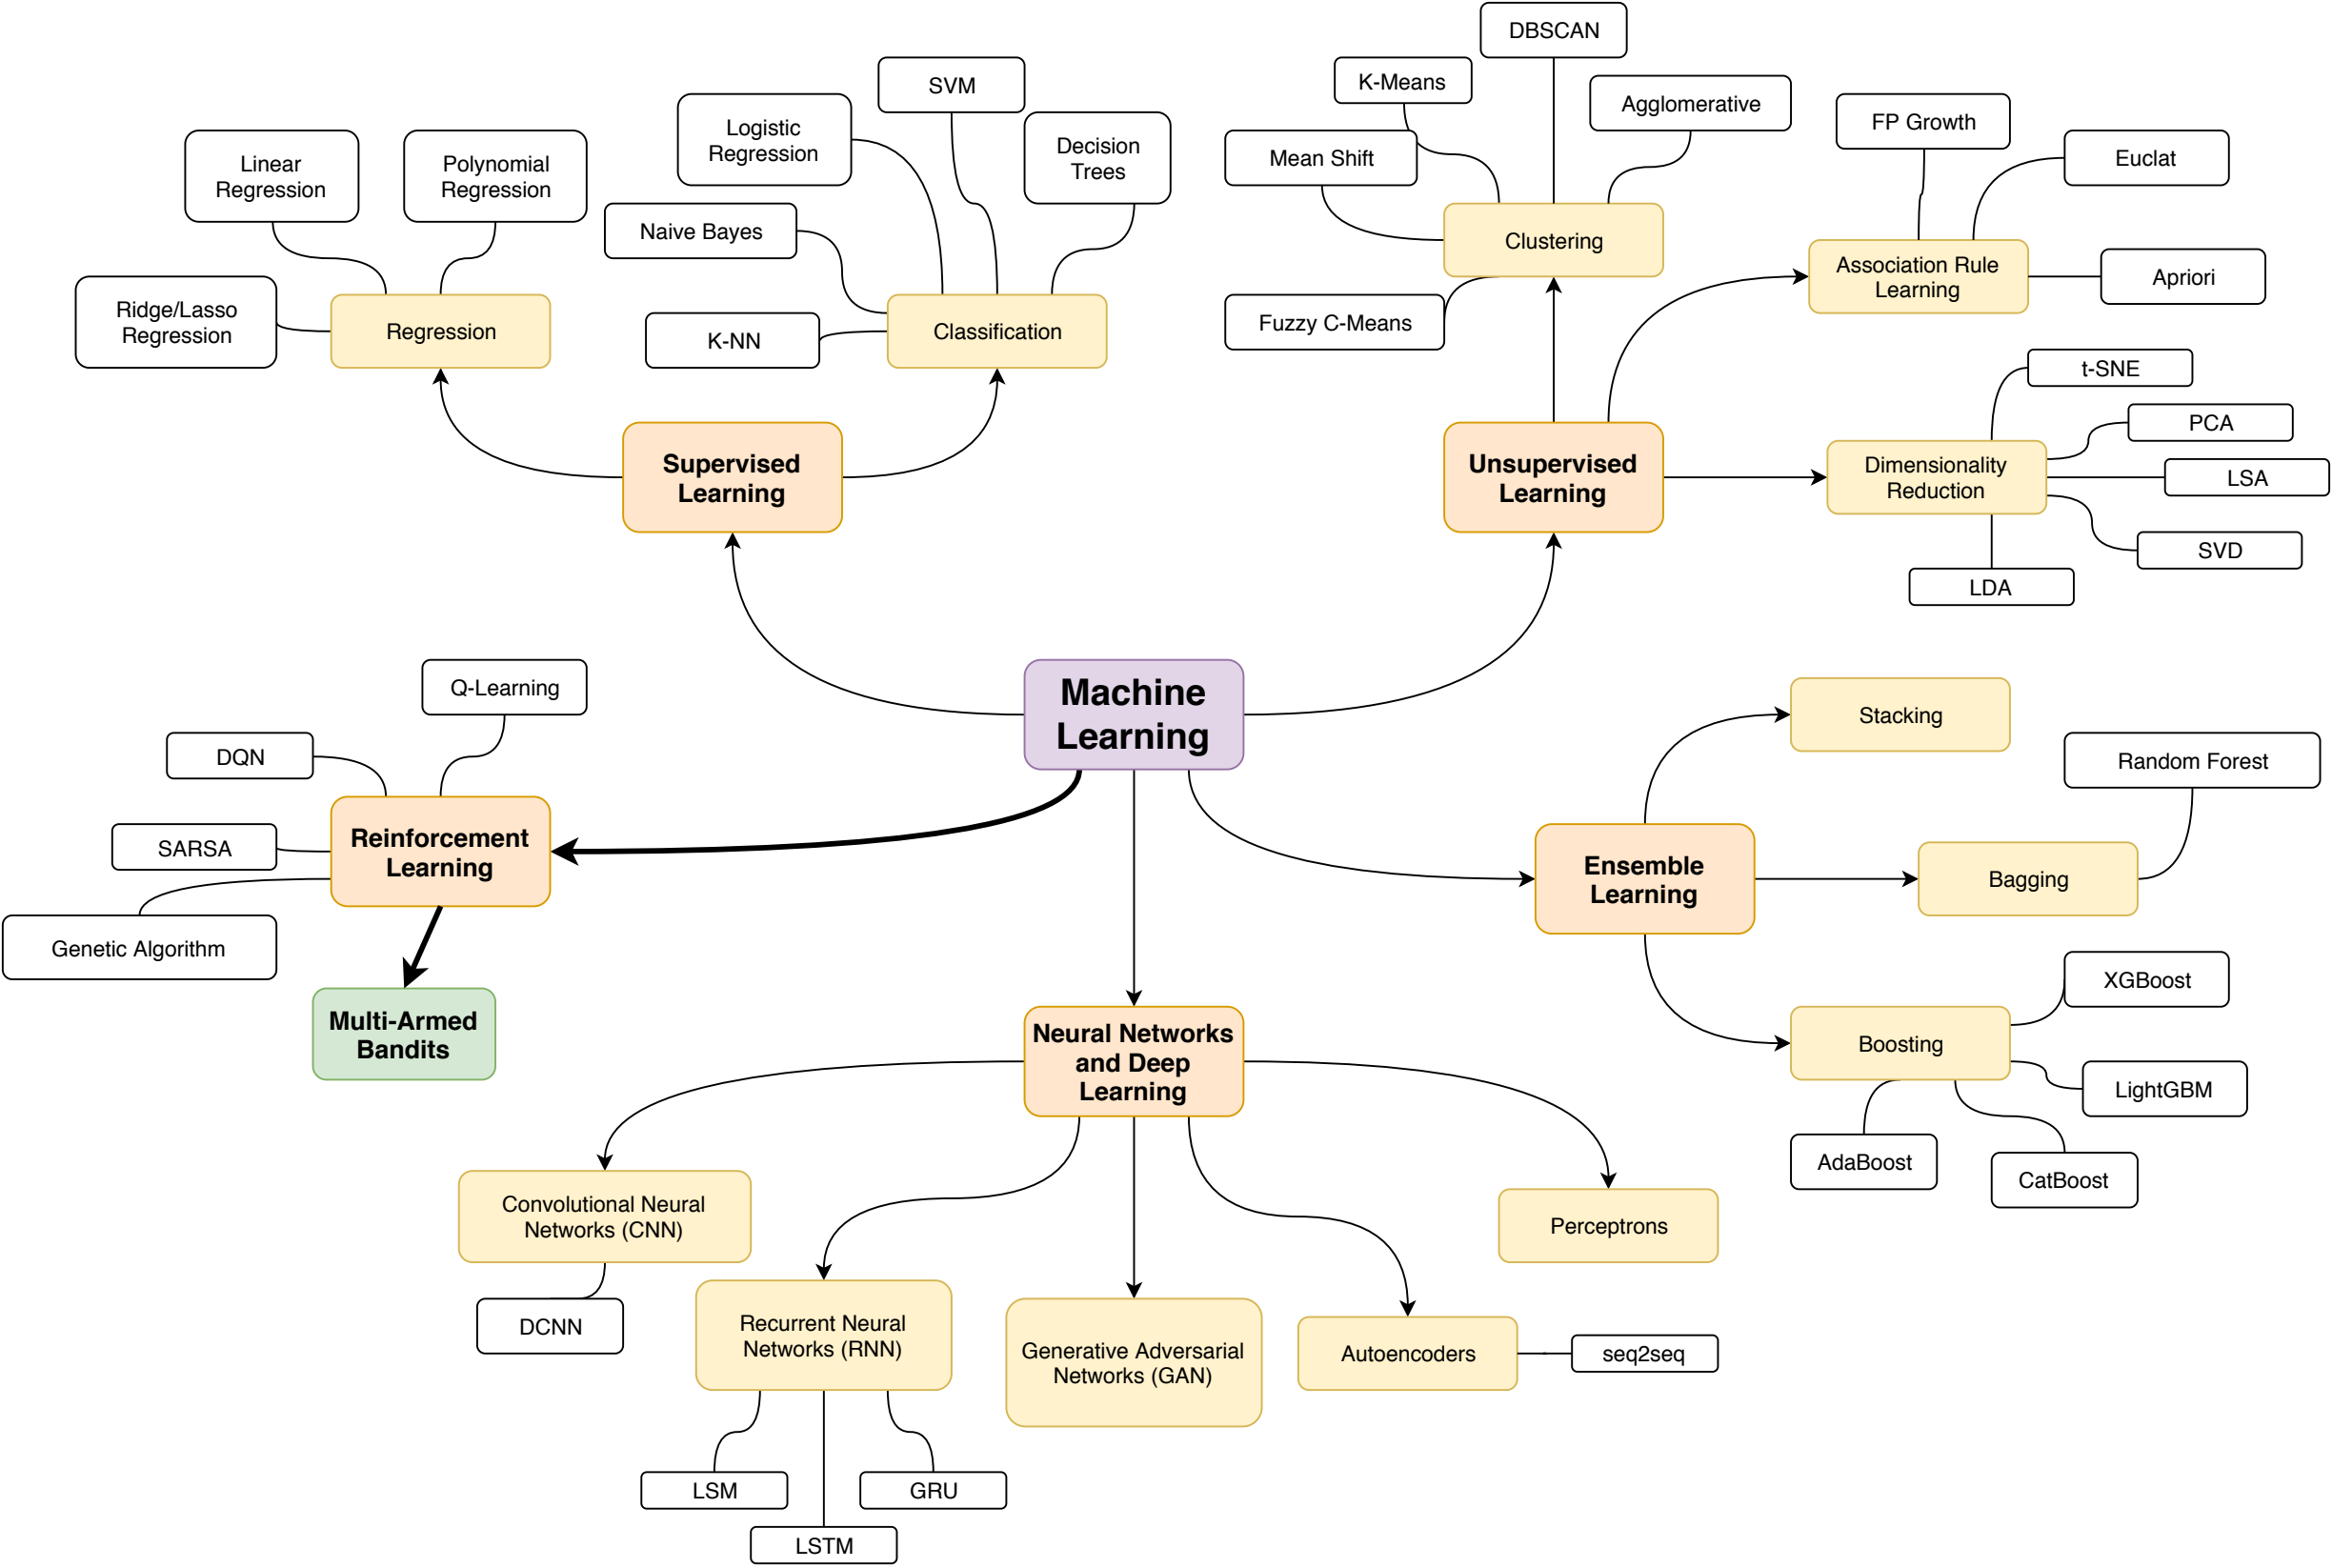 DBSCAN
K-Means
SVM
Agglomerative
FP Growth
Logistic
Regression
Decision
Trees
Linear
Regression
Polynomial
Regression
Mean Shift
Euclat
Naive Bayes
Clustering
Association Rule
Learning
Apriori
Ridge/Lasso
Regression
Regression
K-NN
Classification
Fuzzy C-Means
t-SNE
PCA
Supervised
Learning
Unsupervised
Learning
Dimensionality
Reduction
LSA
SVD
LDA
Machine
Learning
Q-Learning
Stacking
DQN
Random Forest
Reinforcement
Learning
SARSA
Ensemble
Learning
Bagging
Genetic Algorithm
XGBoost
Multi-Armed
Bandits
Neural Networks
and Deep
Learning
Boosting
LightGBM
AdaBoost
CatBoost
Convolutional Neural
Networks (CNN)
Perceptrons
DCNN
Recurrent Neural
Networks (RNN)
Generative Adversarial
Networks (GAN)
Autoencoders
seq2seq
LSM
GRU
LSTM